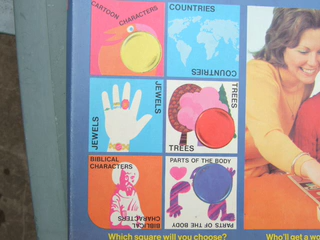 CARTOON CHARACTERS
COUNTRIES
COUNTRIES
JEWELS
JEWELS
TREES
TREES
BIBLICAL
CHARACTERS
BIBLICAL
CHARACTERS
PARTS OF THE BODY
PARTS OF THE BODY
Which square will you choose?
Who'll get a wo